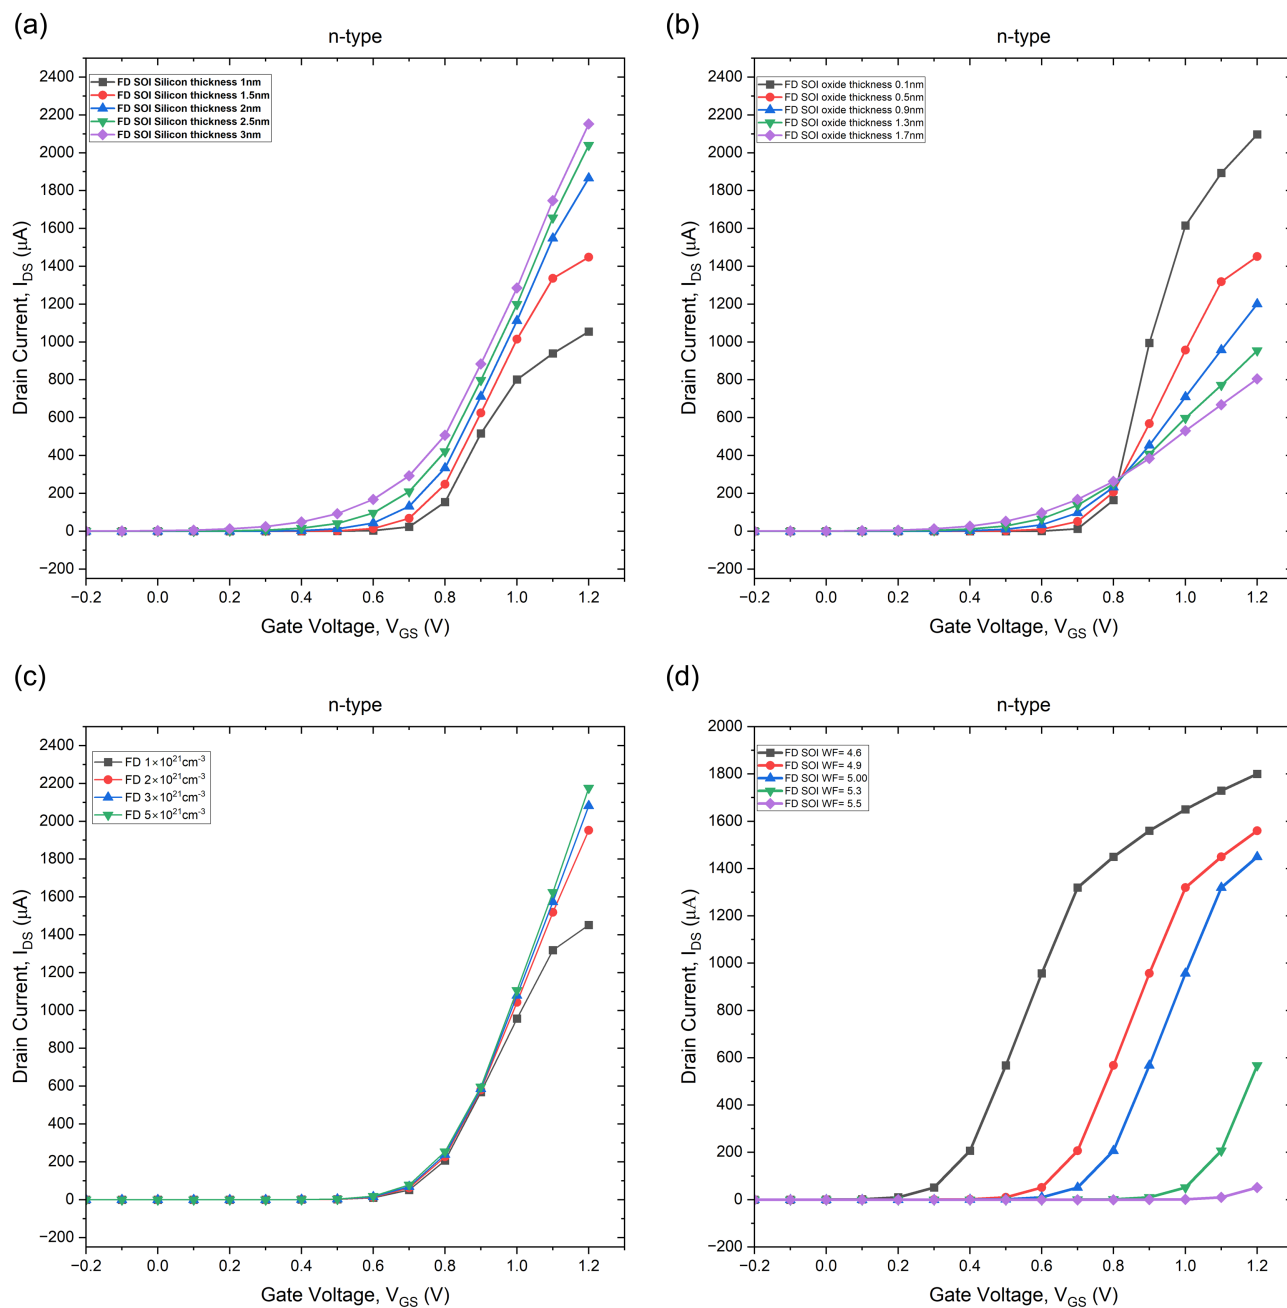 (a)
n-type
FD SOI Silicon thickness 1nm
FD SOI Silicon thickness 1.5nm
FD SOI Silicon thickness 2nm
FD SOI Silicon thickness 2.5nm
FD SOI Silicon thickness 3nm
2400
2200
2000
1800
1600
1400
1200
1000
800
600
400
200
0
−200
Drain Current, I_DS (μA)
−0.2 0.0 0.2 0.4 0.6 0.8 1.0 1.2
Gate Voltage, V_GS (V)
(b)
n-type
FD SOI oxide thickness 0.1nm
FD SOI oxide thickness 0.5nm
FD SOI oxide thickness 0.9nm
FD SOI oxide thickness 1.3nm
FD SOI oxide thickness 1.7nm
2400
2200
2000
1800
1600
1400
1200
1000
800
600
400
200
0
−200
Drain Current, I_DS (μA)
−0.2 0.0 0.2 0.4 0.6 0.8 1.0 1.2
Gate Voltage, V_GS (V)
(c)
n-type
FD 1×10²¹cm⁻³
FD 2×10²¹cm⁻³
FD 3×10²¹cm⁻³
FD 5×10²¹cm⁻³
2400
2200
2000
1800
1600
1400
1200
1000
800
600
400
200
0
−200
Drain Current, I_DS (μA)
−0.2 0.0 0.2 0.4 0.6 0.8 1.0 1.2
Gate Voltage, V_GS (V)
(d)
n-type
FD SOI WF= 4.6
FD SOI WF= 4.9
FD SOI WF= 5.00
FD SOI WF= 5.3
FD SOI WF= 5.5
2000
1800
1600
1400
1200
1000
800
600
400
200
0
−200
Drain Current, I_DS (μA)
−0.2 0.0 0.2 0.4 0.6 0.8 1.0 1.2
Gate Voltage, V_GS (V)